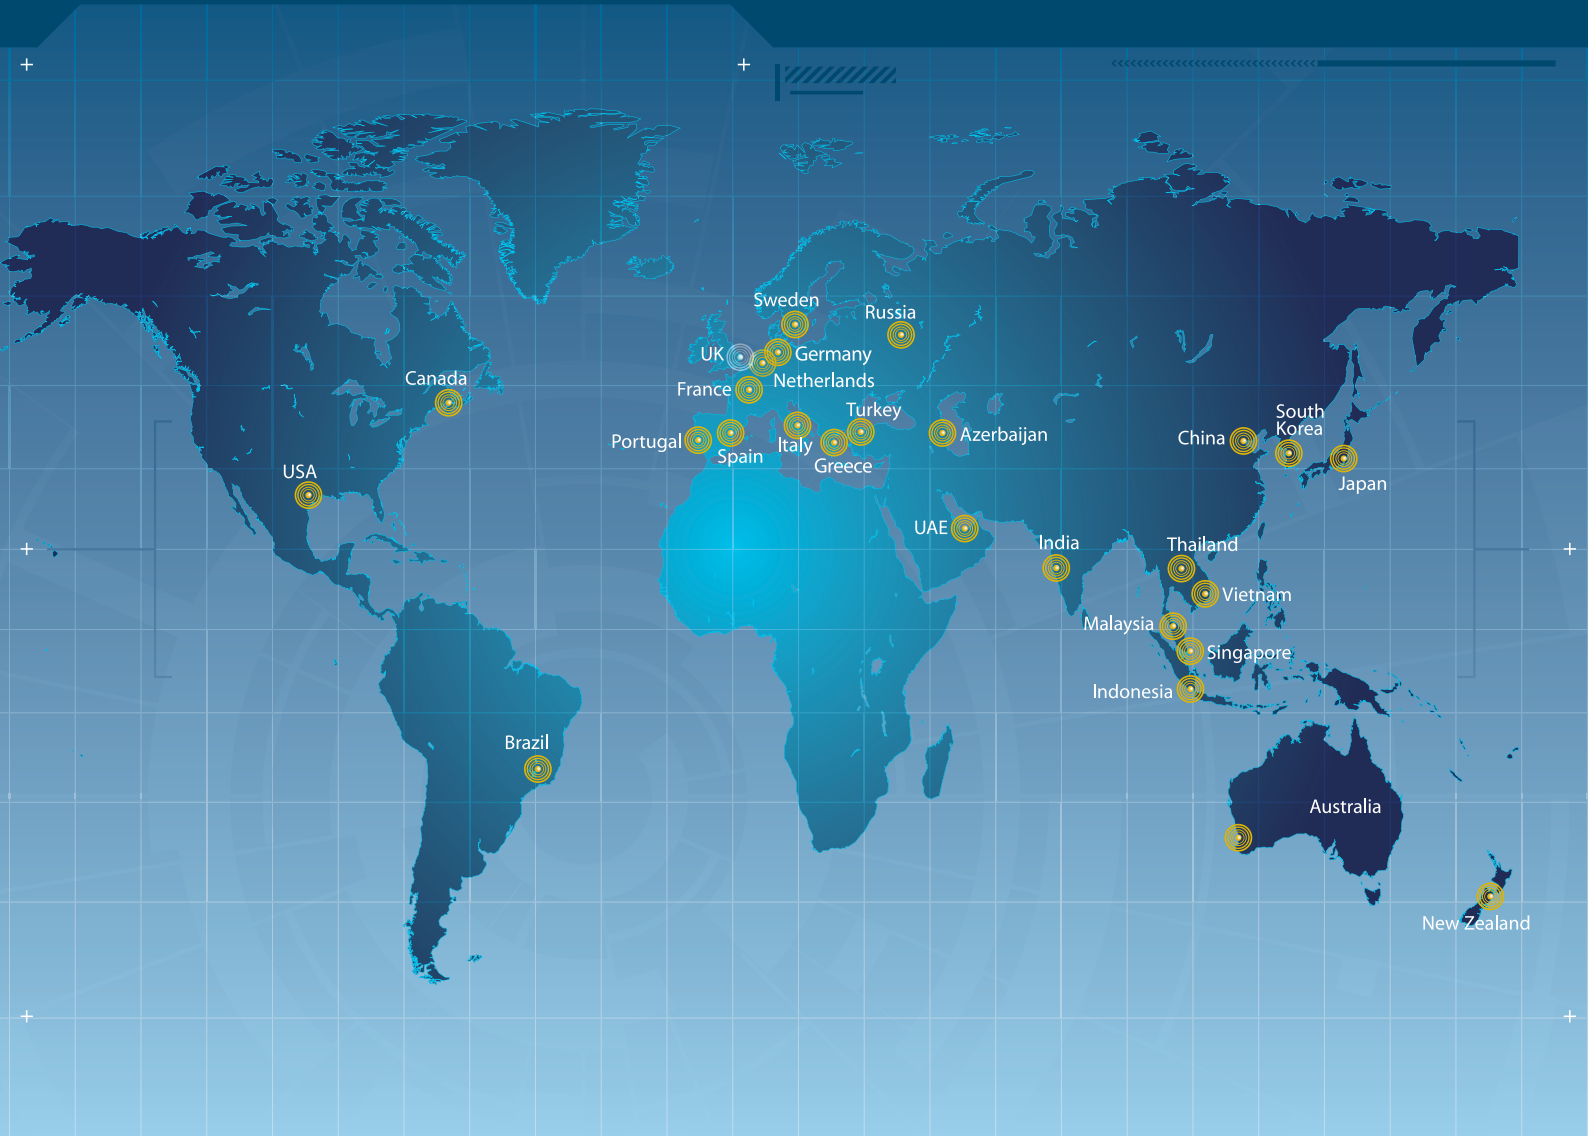 Sweden
Russia
UK
Germany
Canada
Netherlands
France
Turkey
South
Korea
Portugal
Italy
Azerbaijan
China
Spain
Greece
USA
Japan
UAE
India
Thailand
Vietnam
Malaysia
Singapore
Indonesia
Brazil
Australia
New Zealand